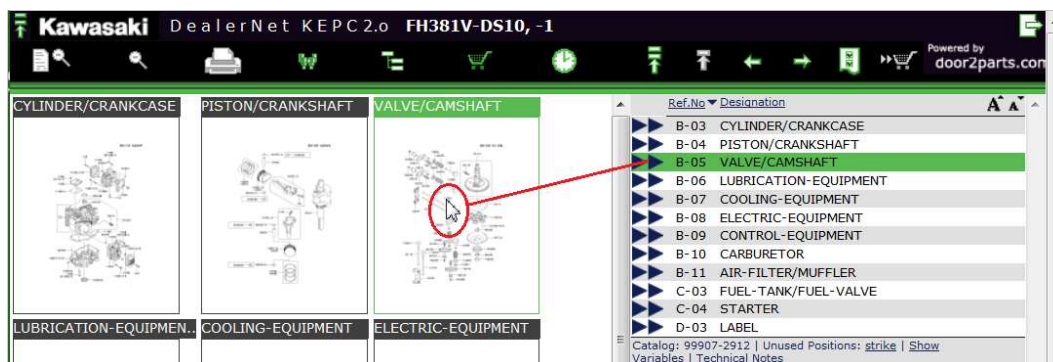 Kawasaki DealerNet KEPC2.0 FH381V-DS10, -1
Powered by
door2parts.com
CYLINDER/CRANKCASE PISTON/CRANKSHAFT VALVE/CAMSHAFT
LUBRICATION-EQUIPMEN.. COOLING-EQUIPMENT ELECTRIC-EQUIPMENT
Ref.No Designation A A
B-03 CYLINDER/CRANKCASE
B-04 PISTON/CRANKSHAFT
B-05 VALVE/CAMSHAFT
B-06 LUBRICATION-EQUIPMENT
B-07 COOLING-EQUIPMENT
B-08 ELECTRIC-EQUIPMENT
B-09 CONTROL-EQUIPMENT
B-10 CARBURETOR
B-11 AIR-FILTER/MUFFLER
C-03 FUEL-TANK/FUEL-VALVE
C-04 STARTER
D-03 LABEL
Catalog: 99907-2912 | Unused Positions: strike | Show
Variables | Technical Notes